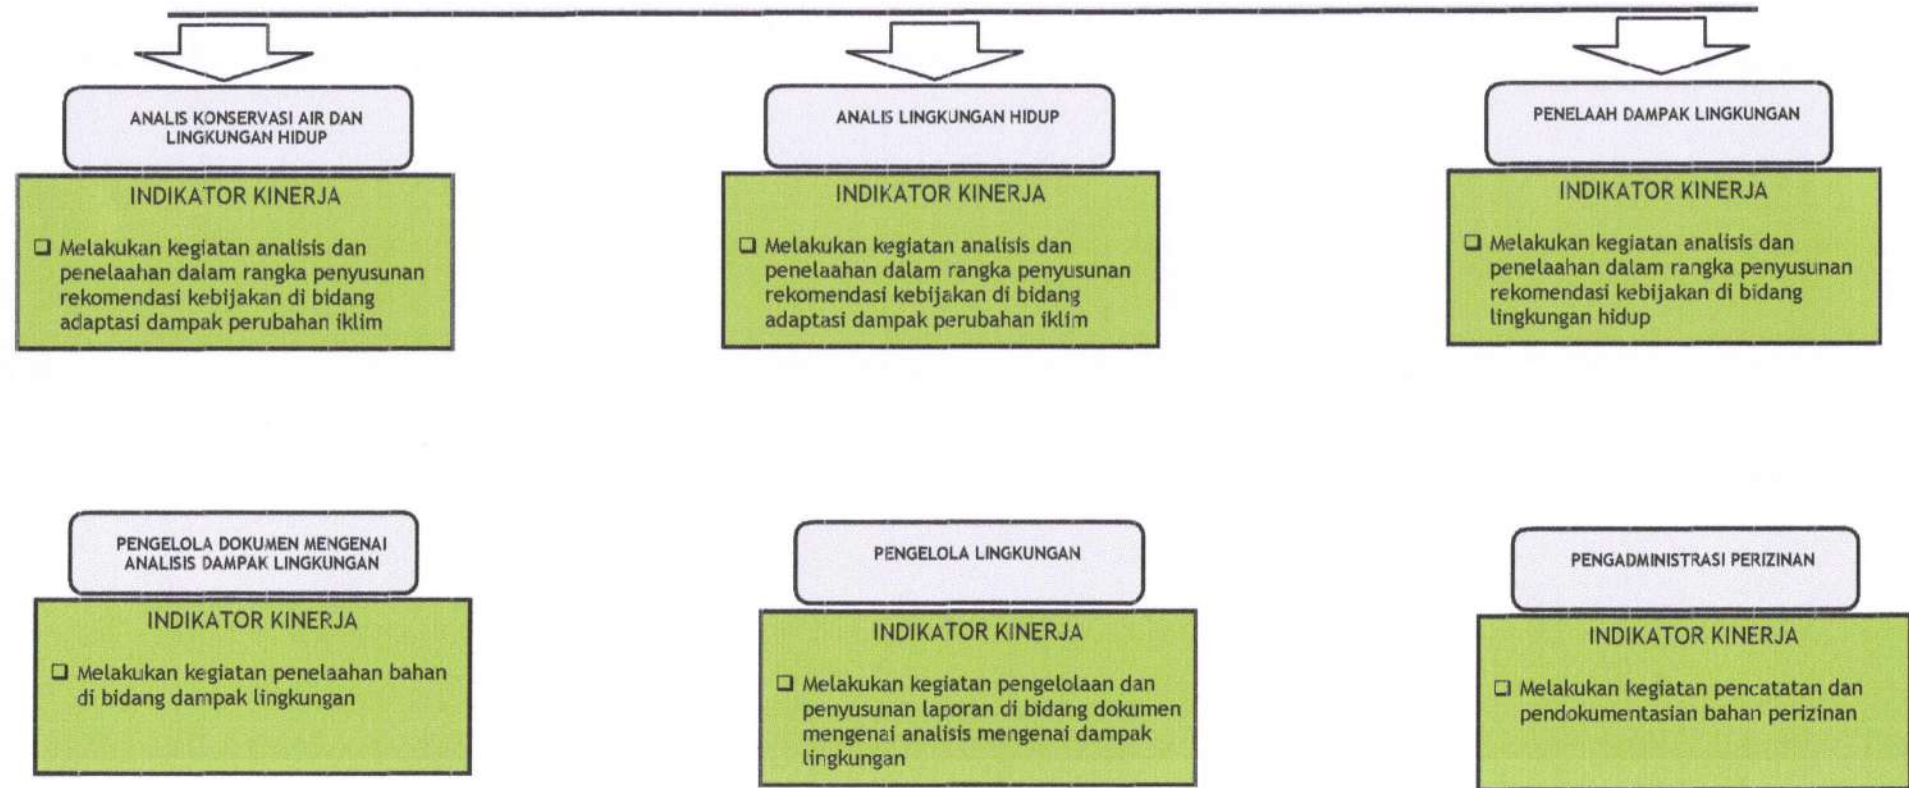 ANALIS KONSERVASI AIR DAN
LINGKUNGAN HIDUP
INDIKATOR KINERJA
❑ Melakukan kegiatan analisis dan
penelaahan dalam rangka penyusunan
rekomendasi kebijakan di bidang
adaptasi dampak perubahan iklim
ANALIS LINGKUNGAN HIDUP
INDIKATOR KINERJA
❑ Melakukan kegiatan analisis dan
penelaahan dalam rangka penyusunan
rekomendasi kebijakan di bidang
adaptasi dampak perubahan iklim
PENELAAH DAMPAK LINGKUNGAN
INDIKATOR KINERJA
❑ Melakukan kegiatan analisis dan
penelaahan dalam rangka penyusunan
rekomendasi kebijakan di bidang
lingkungan hidup
PENGELOLA DOKUMEN MENGENAI
ANALISIS DAMPAK LINGKUNGAN
INDIKATOR KINERJA
❑ Melakukan kegiatan penelaahan bahan
di bidang dampak lingkungan
PENGELOLA LINGKUNGAN
INDIKATOR KINERJA
❑ Melakukan kegiatan pengelolaan dan
penyusunan laporan di bidang dokumen
mengenai analisis mengenai dampak
lingkungan
PENGADMINISTRASI PERIZINAN
INDIKATOR KINERJA
❑ Melakukan kegiatan pencatatan dan
pendokumentasian bahan perizinan